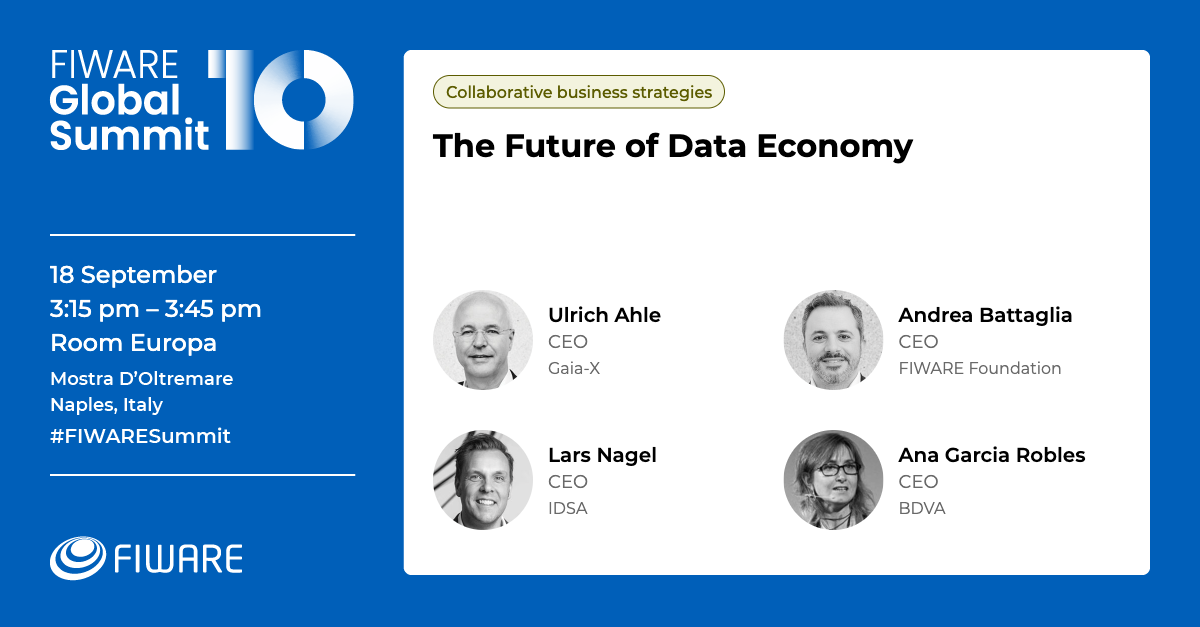 FIWARE
Global
Summit
10
18 September
3:15 pm – 3:45 pm
Room Europa
Mostra D’Oltremare
Naples, Italy
#FIWARESummit
FIWARE
Collaborative business strategies
The Future of Data Economy
Ulrich Ahle
CEO
Gaia-X
Andrea Battaglia
CEO
FIWARE Foundation
Lars Nagel
CEO
IDSA
Ana Garcia Robles
CEO
BDVA